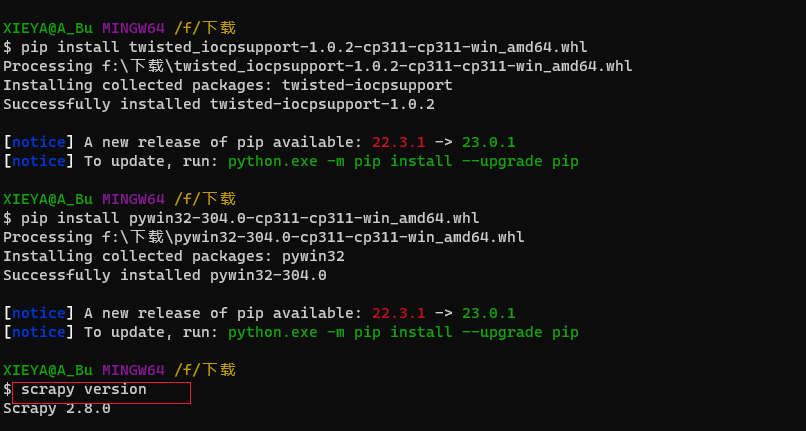 XIEYA@A_Bu MINGW64 /f/下载
$ pip install twisted_iocpsupport-1.0.2-cp311-cp311-win_amd64.whl
Processing f:\下载\twisted_iocpsupport-1.0.2-cp311-cp311-win_amd64.whl
Installing collected packages: twisted-iocpsupport
Successfully installed twisted-iocpsupport-1.0.2
[notice] A new release of pip available: 22.3.1 -> 23.0.1
[notice] To update, run: python.exe -m pip install --upgrade pip
XIEYA@A_Bu MINGW64 /f/下载
$ pip install pywin32-304.0-cp311-cp311-win_amd64.whl
Processing f:\下载\pywin32-304.0-cp311-cp311-win_amd64.whl
Installing collected packages: pywin32
Successfully installed pywin32-304.0
[notice] A new release of pip available: 22.3.1 -> 23.0.1
[notice] To update, run: python.exe -m pip install --upgrade pip
XIEYA@A_Bu MINGW64 /f/下载
$ scrapy version
Scrapy 2.8.0